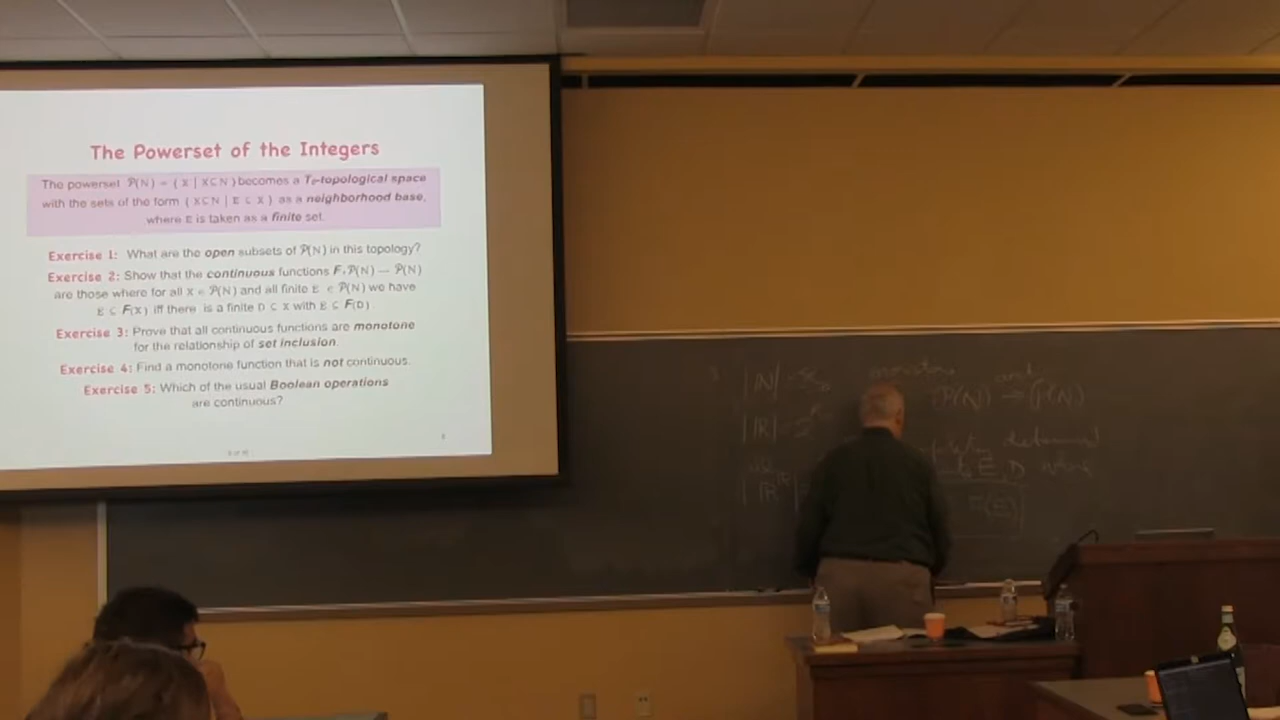 The Powerset of the Integers
The powerset 𝒫(ℕ) = { X | X ⊆ ℕ } becomes a T₀-topological space
with the sets of the form { X ⊆ ℕ | E ⊆ X } as a neighborhood base,
where E is taken as a finite set.
Exercise 1: What are the open subsets of 𝒫(ℕ) in this topology?
Exercise 2: Show that the continuous functions F: 𝒫(ℕ) → 𝒫(ℕ)
are those where for all X ∈ 𝒫(ℕ) and all finite E ∈ 𝒫(ℕ) we have
E ⊆ F(X) iff there is a finite D ⊆ X with E ⊆ F(D).
Exercise 3: Prove that all continuous functions are monotone
for the relationship of set inclusion.
Exercise 4: Find a monotone function that is not continuous.
Exercise 5: Which of the usual Boolean operations
are continuous?
|ℕ| monotone and
𝒫(ℕ) → 𝒫(ℕ)
|ℝ|
determined
E, D where